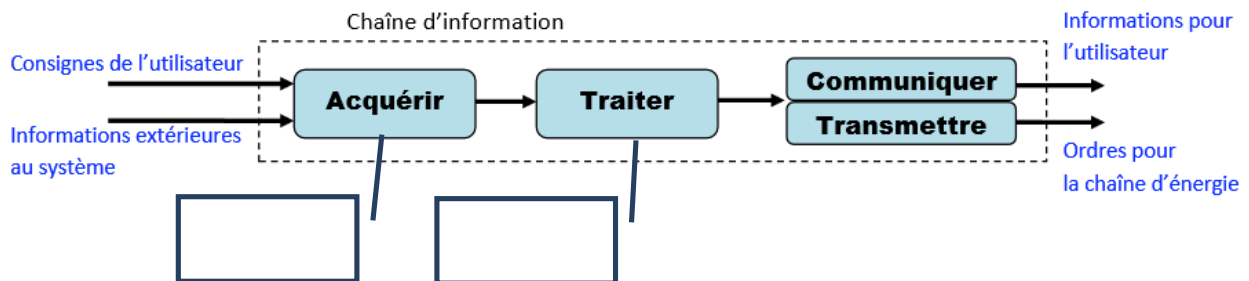 Chaîne d'information
Consignes de l'utilisateur
Informations extérieures
au système
Acquérir
Traiter
Communiquer
Transmettre
Informations pour
l'utilisateur
Ordres pour
la chaîne d'énergie